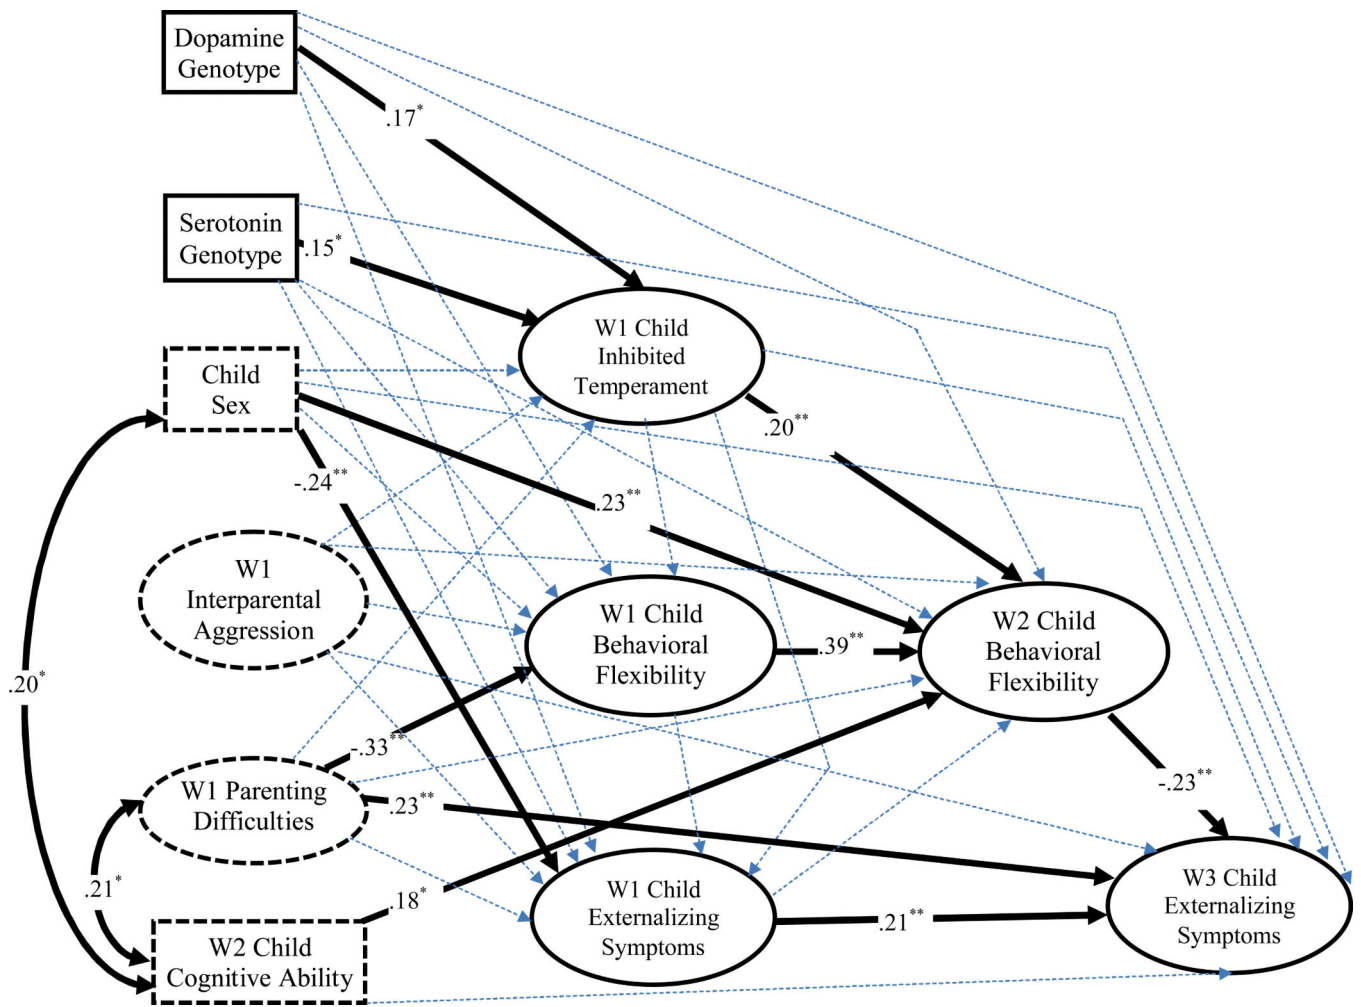 Dopamine
Genotype
.17*
Serotonin
Genotype
.15*
W1 Child
Inhibited
Temperament
Child
Sex
.20**
-.24**
.23**
W1
Interparental
Aggression
W1 Child
Behavioral
Flexibility
.39**
W2 Child
Behavioral
Flexibility
.20*
-.33**
-.23**
W1 Parenting
Difficulties
.23**
.21*
.18*
W1 Child
Externalizing
Symptoms
.21**
W3 Child
Externalizing
Symptoms
W2 Child
Cognitive Ability